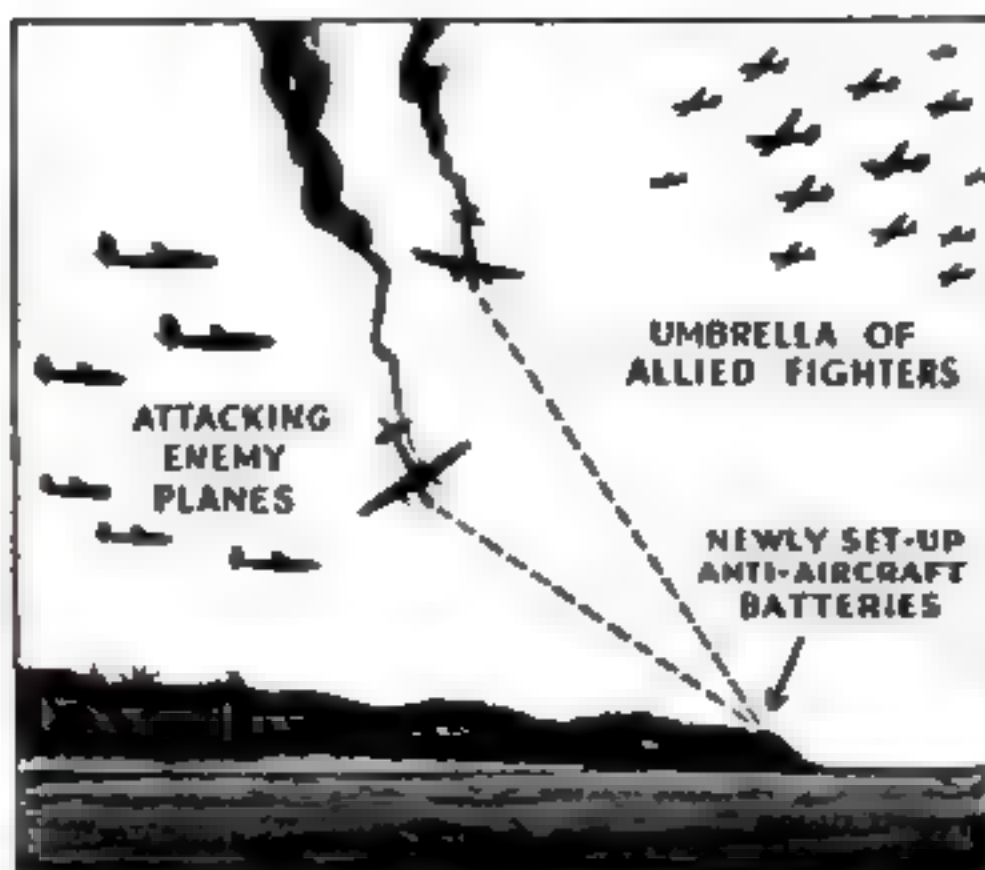 UMBRELLA OF
ALLIED FIGHTERS
ATTACKING
ENEMY
PLANES
NEWLY SET-UP
ANTI-AIRCRAFT
BATTERIES